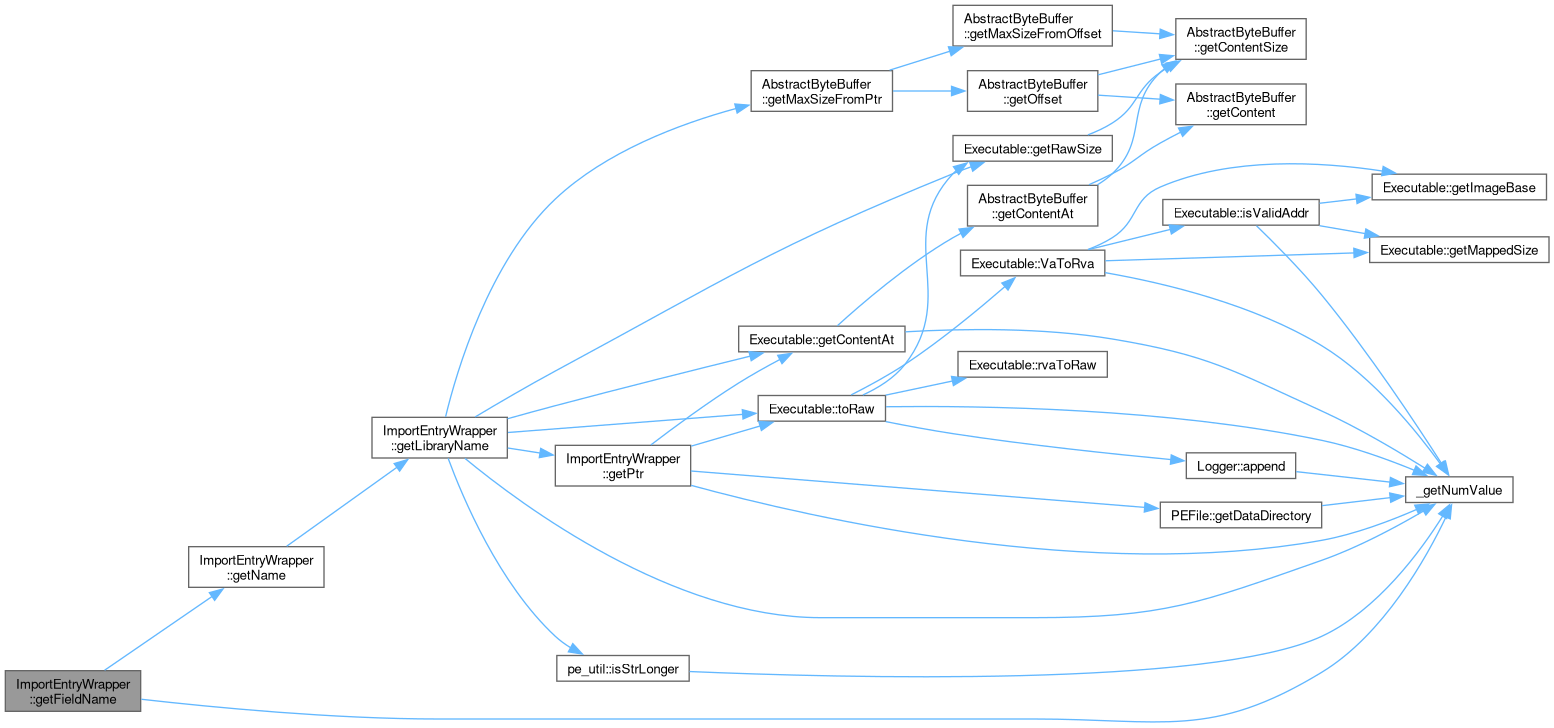 AbstractByteBuffer
::getMaxSizeFromOffset
AbstractByteBuffer
::getContentSize
AbstractByteBuffer
::getMaxSizeFromPtr
AbstractByteBuffer
::getOffset
AbstractByteBuffer
::getContent
Executable::getRawSize
AbstractByteBuffer
::getContentAt
Executable::getImageBase
Executable::isValidAddr
Executable::getMappedSize
Executable::VaToRva
Executable::getContentAt
Executable::rvaToRaw
Executable::toRaw
ImportEntryWrapper
::getLibraryName
ImportEntryWrapper
::getPtr
Logger::append
_getNumValue
PEFile::getDataDirectory
ImportEntryWrapper
::getName
pe_util::isStrLonger
ImportEntryWrapper
::getFieldName